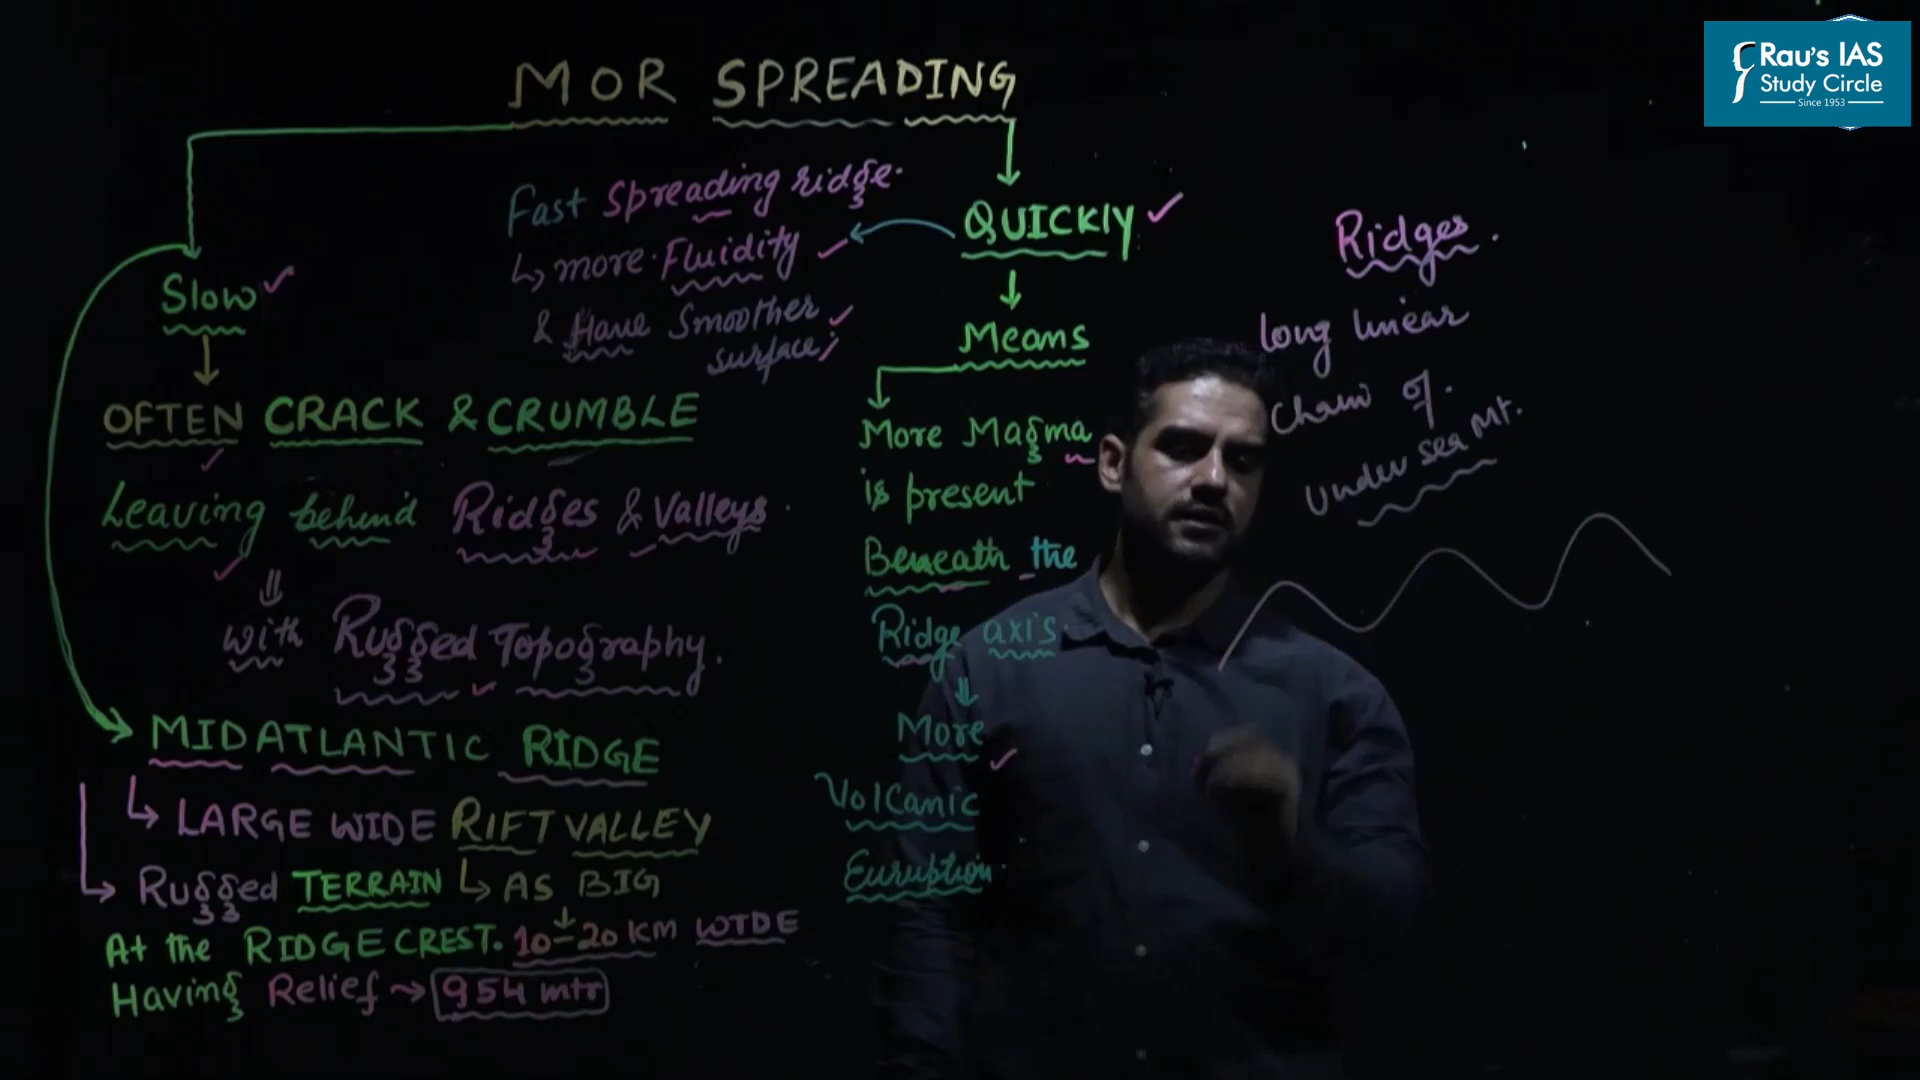 MOR SPREADING
Slow
OFTEN CRACK & CRUMBLE
Leaving behind Ridges & Valleys.
with Rugged Topography.
MID ATLANTIC RIDGE
LARGE WIDE RIFT VALLEY
Rugged TERRAIN AS BIG
At the RIDGE CREST. 10-20 KM WIDE
Having Relief → 954 mtr
Fast Spreading ridge.
more Fluidity
& Have Smoother
surface
QUICKLY
Means
More Magma
is present
Beneath the
Ridge axis
More
Volcanic
Euruption
Ridges.
long linear
Chain of.
Under sea Mt.
Rau's IAS
Study Circle
Since 1953